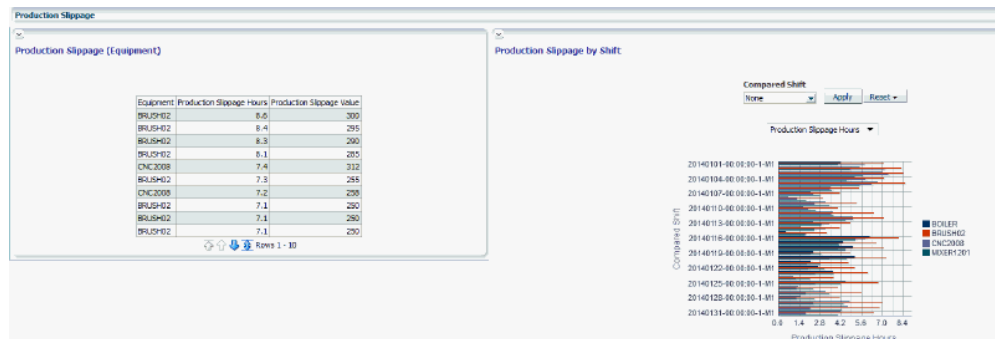 Production Slippage
Production Slippage (Equipment)
Equipment Production Slippage Hours Production Slippage Value
BRUSH02 8.6 300
BRUSH02 8.4 295
BRUSH02 8.3 290
BRUSH02 8.1 285
CNC2008 7.4 312
BRUSH02 7.3 255
CNC2008 7.2 258
BRUSH02 7.1 250
BRUSH02 7.1 250
BRUSH02 7.1 250
Rows 1 - 10
Production Slippage by Shift
Compared Shift
None Apply Reset
Production Slippage Hours
Compared Shift
20140101-00:00:00-1-M1
20140104-00:00:00-1-M1
20140107-00:00:00-1-M1
20140110-00:00:00-1-M1
20140113-00:00:00-1-M1
20140116-00:00:00-1-M1
20140119-00:00:00-1-M1
20140122-00:00:00-1-M1
20140125-00:00:00-1-M1
20140128-00:00:00-1-M1
20140131-00:00:00-1-M1
0.0 1.4 2.8 4.2 5.6 7.0 8.4
Production Slippage Hours
BOILER
BRUSH02
CNC2008
MIXER1201